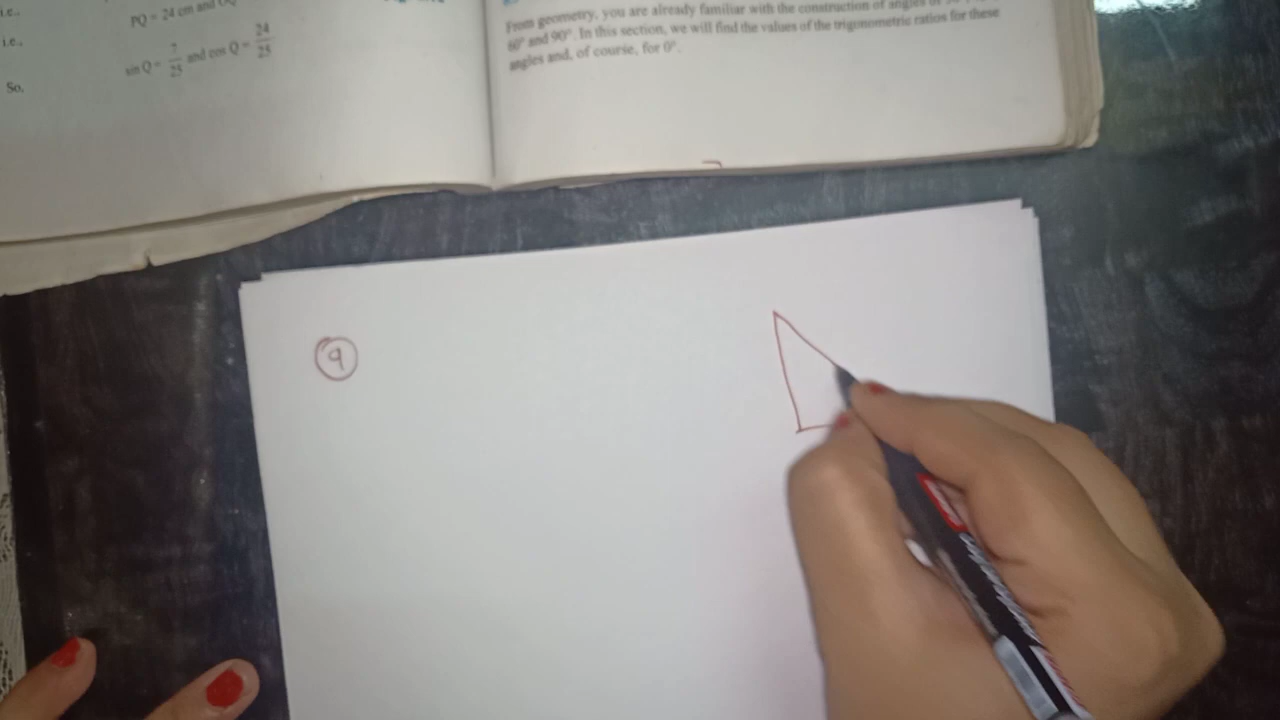 i.e.,
PQ = 24 cm and
i.e.,
sin Q = 7/25 and cos Q = 24/25
So,
From geometry, you are already familiar with the construction of angles of
60° and 90°. In this section, we will find the values of the trigonometric ratios for these
angles and, of course, for 0°.
9